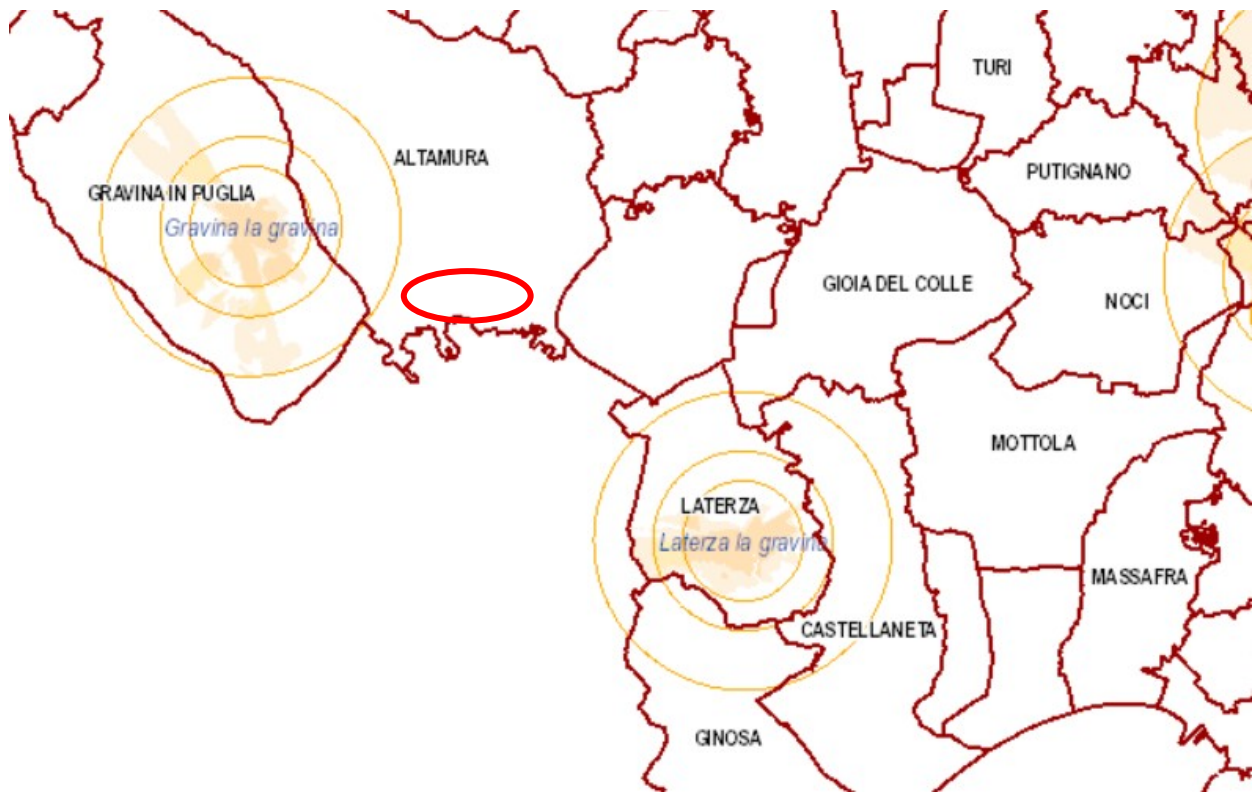 TURI
ALTAMURA
PUTIGNANO
GRAVINA IN PUGLIA
Gravina la gravina
GIOIA DEL COLLE
NOCI
MOTTOLA
LATERZA
Laterza la gravina
MASSAFRA
CASTELLANETA
GINOSA